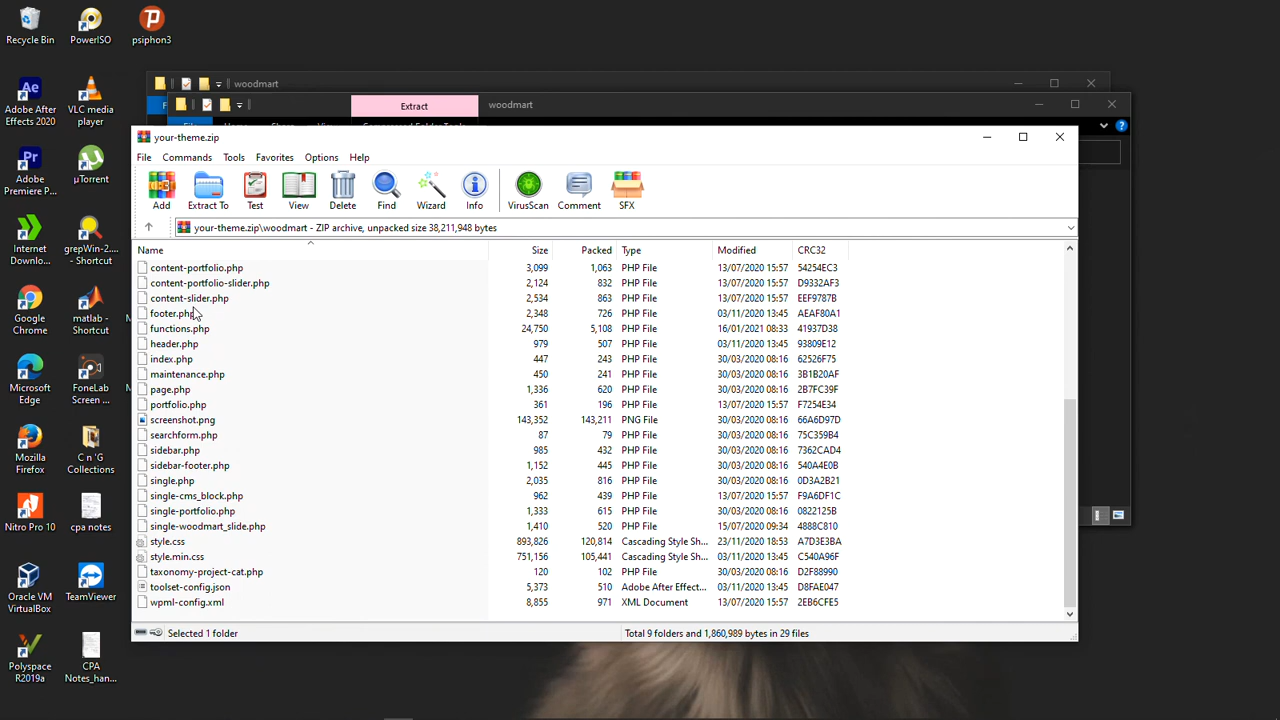 Recycle Bin
PowerISO
psiphon3
woodmart
Extract
woodmart
Adobe After Effects 2020
VLC media player
your-theme.zip
File Commands Tools Favorites Options Help
Add Extract To Test View Delete Find Wizard Info VirusScan Comment SFX
Adobe Premiere P...
µTorrent
your-theme.zip\woodmart - ZIP archive, unpacked size 38,211,948 bytes
Name Size Packed Type Modified CRC32
content-portfolio.php 3,099 1,063 PHP File 13/07/2020 15:57 54254EC3
content-portfolio-slider.php 2,124 832 PHP File 13/07/2020 15:57 D9332AF3
content-slider.php 2,534 863 PHP File 13/07/2020 15:57 EEF9787B
footer.php 2,348 726 PHP File 03/11/2020 13:45 AEAF80A1
functions.php 24,750 5,108 PHP File 16/01/2021 08:33 41937D38
header.php 979 507 PHP File 03/11/2020 13:45 93809E12
index.php 447 243 PHP File 30/03/2020 08:16 62526F75
maintenance.php 450 241 PHP File 30/03/2020 08:16 3B1B20AF
page.php 1,336 620 PHP File 30/03/2020 08:16 2B7FC39F
portfolio.php 361 196 PHP File 13/07/2020 15:57 F7254E34
screenshot.png 143,352 143,211 PNG File 30/03/2020 08:16 66A6D97D
searchform.php 87 79 PHP File 30/03/2020 08:16 75C359B4
sidebar.php 985 432 PHP File 30/03/2020 08:16 7362CAD4
sidebar-footer.php 1,152 445 PHP File 30/03/2020 08:16 540A4E0B
single.php 2,035 816 PHP File 30/03/2020 08:16 0D3A2B21
single-cms_block.php 962 439 PHP File 13/07/2020 15:57 F9A6DF1C
single-portfolio.php 1,333 615 PHP File 30/03/2020 08:16 0822125B
single-woodmart_slide.php 1,410 520 PHP File 15/07/2020 09:34 4888C810
style.css 893,826 120,814 Cascading Style Sh... 23/11/2020 18:53 A7D3E3BA
style.min.css 751,156 105,441 Cascading Style Sh... 03/11/2020 13:45 C540A96F
taxonomy-project-cat.php 120 102 PHP File 30/03/2020 08:16 D2F88990
toolset-config.json 5,373 510 Adobe After Effect... 03/11/2020 13:45 D8FAE047
wpml-config.xml 8,855 971 XML Document 13/07/2020 15:57 2EB6CFE5
Selected 1 folder
Total 9 folders and 1,860,989 bytes in 29 files
Internet Downlo...
grepWin-2.... - Shortcut
Google Chrome
matlab - Shortcut
Microsoft Edge
FoneLab Screen ...
Mozilla Firefox
C n 'G Collections
Nitro Pro 10
cpa notes
Oracle VM VirtualBox
TeamViewer
Polyspace R2019a
CPA Notes_han...